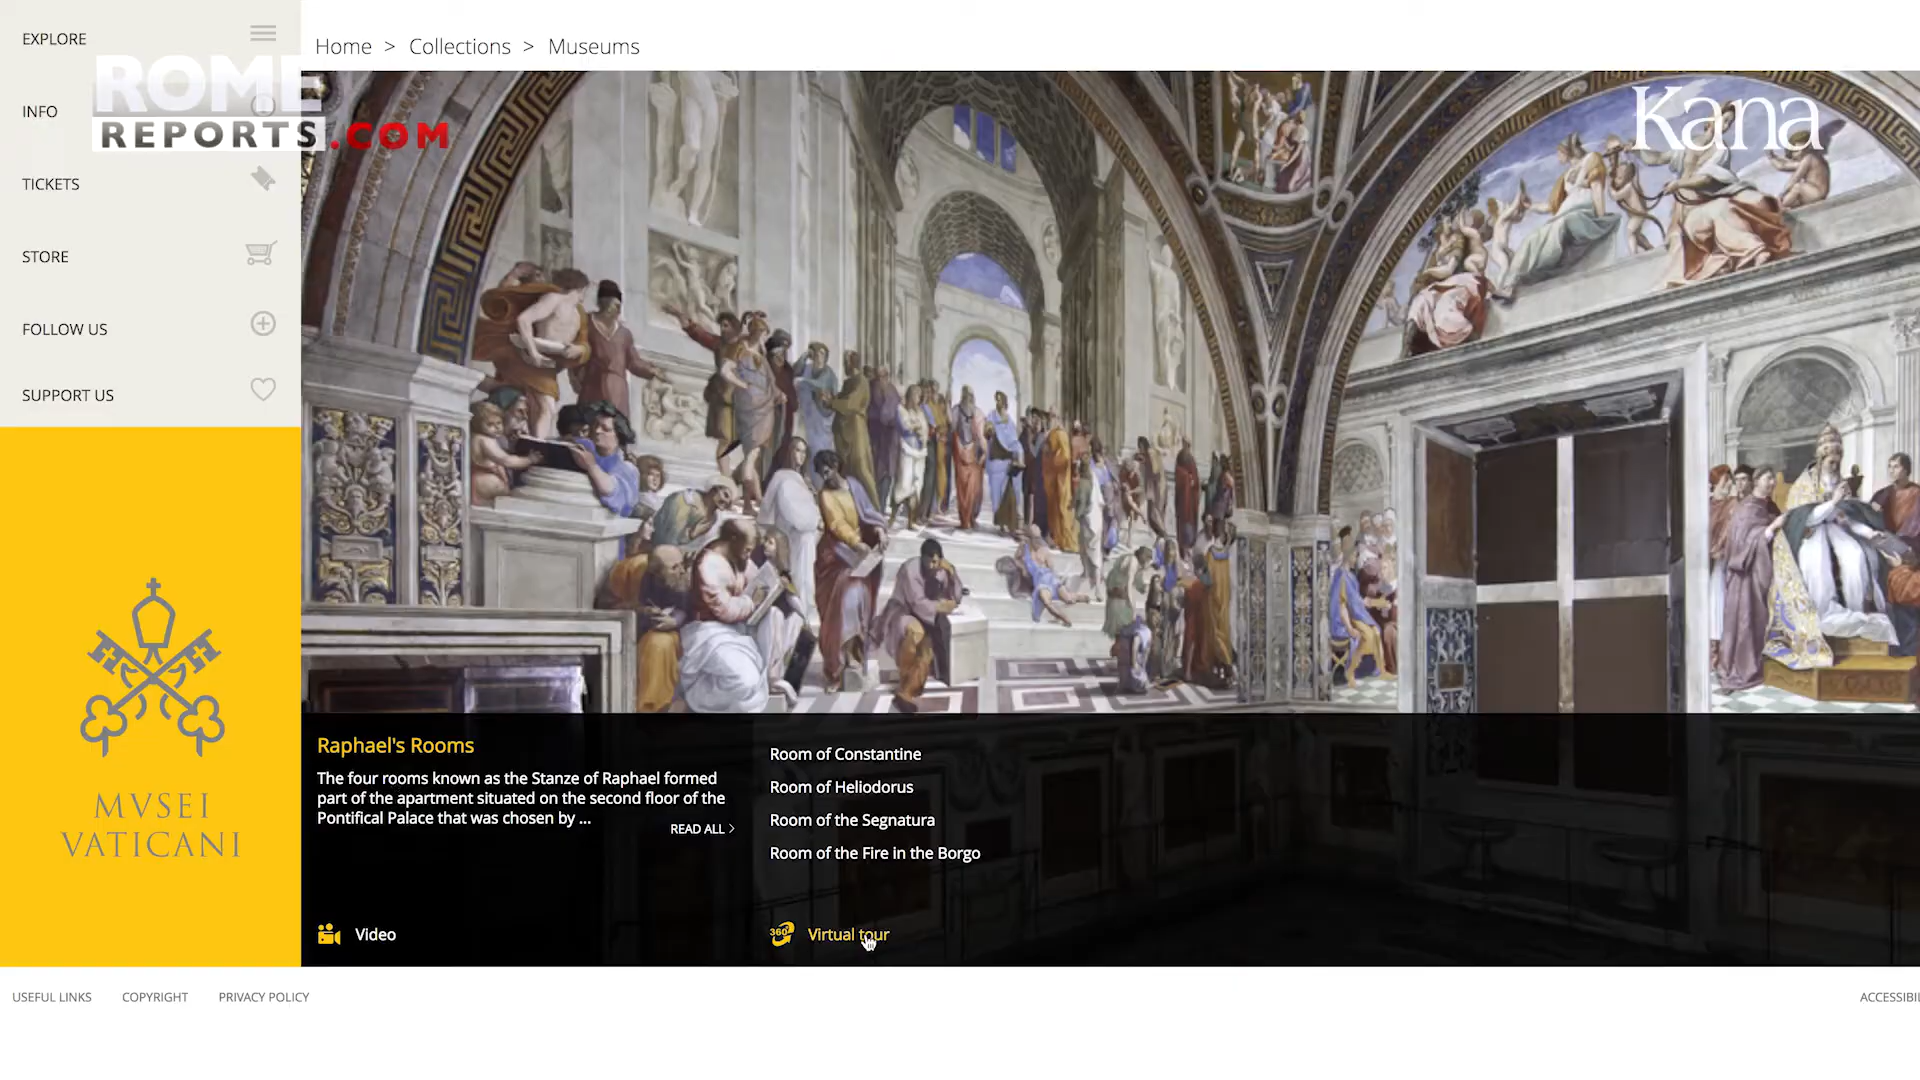 EXPLORE
INFO
TICKETS
STORE
FOLLOW US
SUPPORT US
ROME
REPORTS.COM
Home > Collections > Museums
Kana
MVSEI
VATICANI
Raphael's Rooms
The four rooms known as the Stanze of Raphael formed
part of the apartment situated on the second floor of the
Pontifical Palace that was chosen by ...
READ ALL >
Room of Constantine
Room of Heliodorus
Room of the Segnatura
Room of the Fire in the Borgo
Video
360°
Virtual tour
USEFUL LINKS
COPYRIGHT
PRIVACY POLICY
ACCESSIBIL